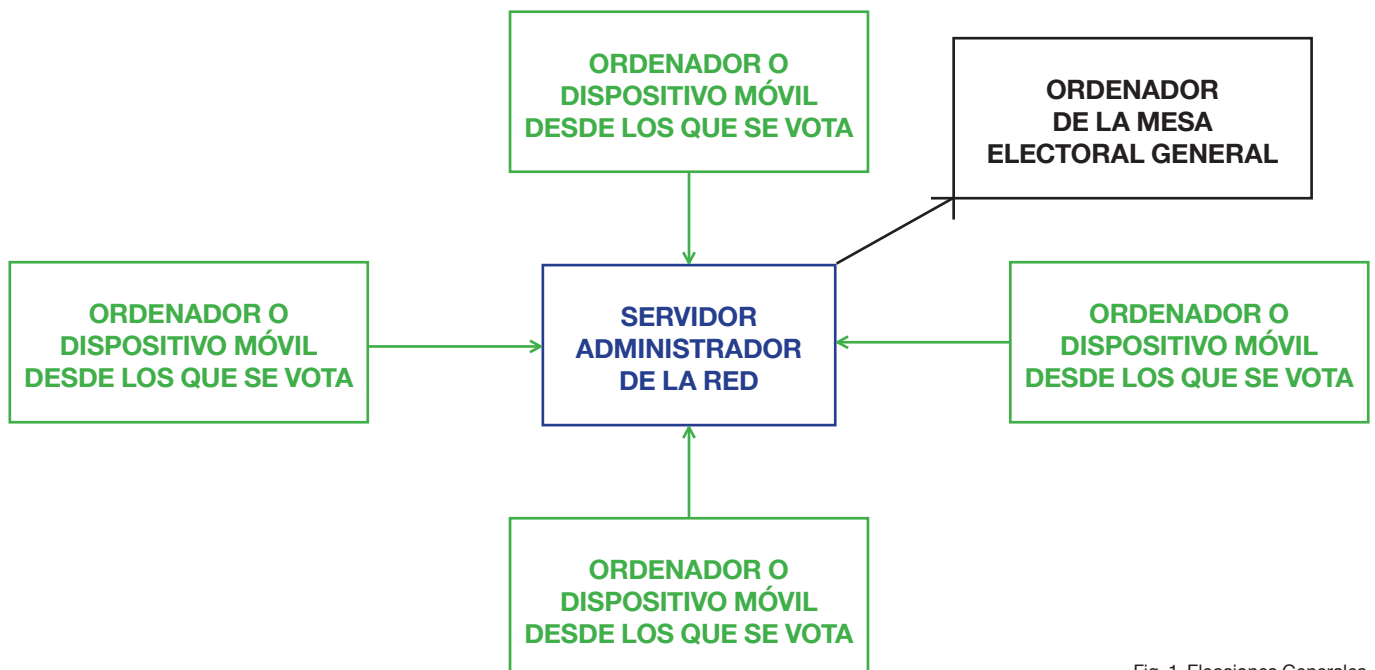 ORDENADOR O
DISPOSITIVO MÓVIL
DESDE LOS QUE SE VOTA
ORDENADOR
DE LA MESA
ELECTORAL GENERAL
ORDENADOR O
DISPOSITIVO MÓVIL
DESDE LOS QUE SE VOTA
SERVIDOR
ADMINISTRADOR
DE LA RED
ORDENADOR O
DISPOSITIVO MÓVIL
DESDE LOS QUE SE VOTA
ORDENADOR O
DISPOSITIVO MÓVIL
DESDE LOS QUE SE VOTA